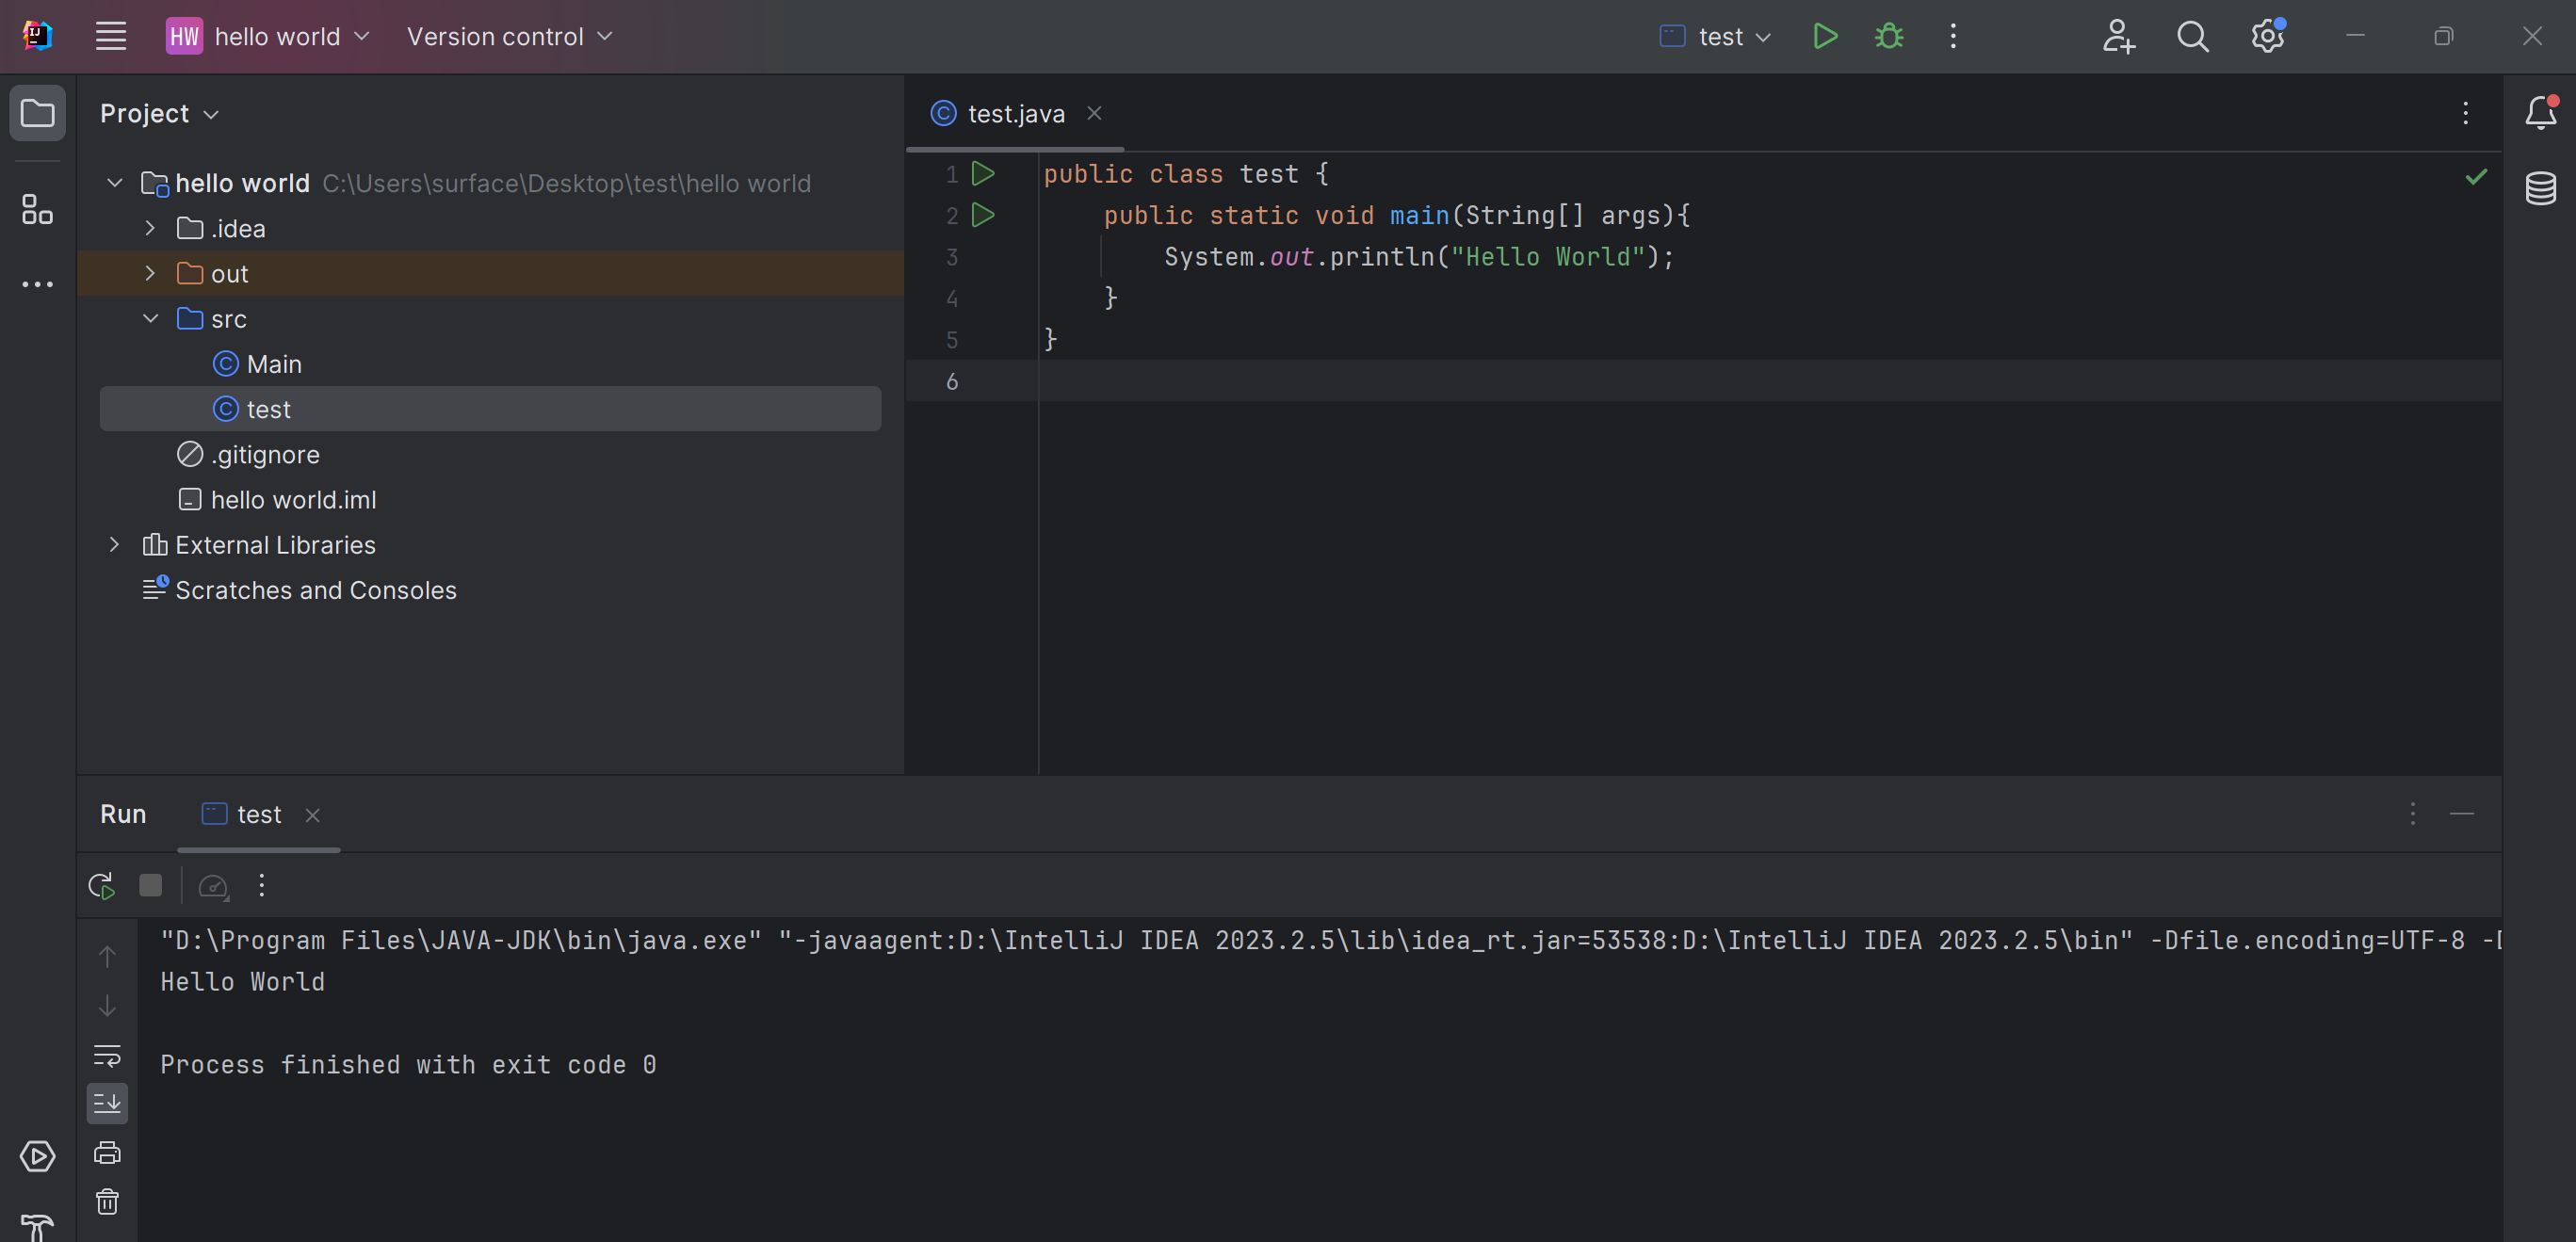 IJ HW hello world Version control test
Project
hello world C:\Users\surface\Desktop\test\hello world
.idea
out
src
Main
test
.gitignore
hello world.iml
External Libraries
Scratches and Consoles
test.java
1 public class test {
2 public static void main(String[] args){
3 System.out.println("Hello World");
4 }
5 }
6
Run test
"D:\Program Files\JAVA-JDK\bin\java.exe" "-javaagent:D:\IntelliJ IDEA 2023.2.5\lib\idea_rt.jar=53538:D:\IntelliJ IDEA 2023.2.5\bin" -Dfile.encoding=UTF-8 -D
Hello World
Process finished with exit code 0